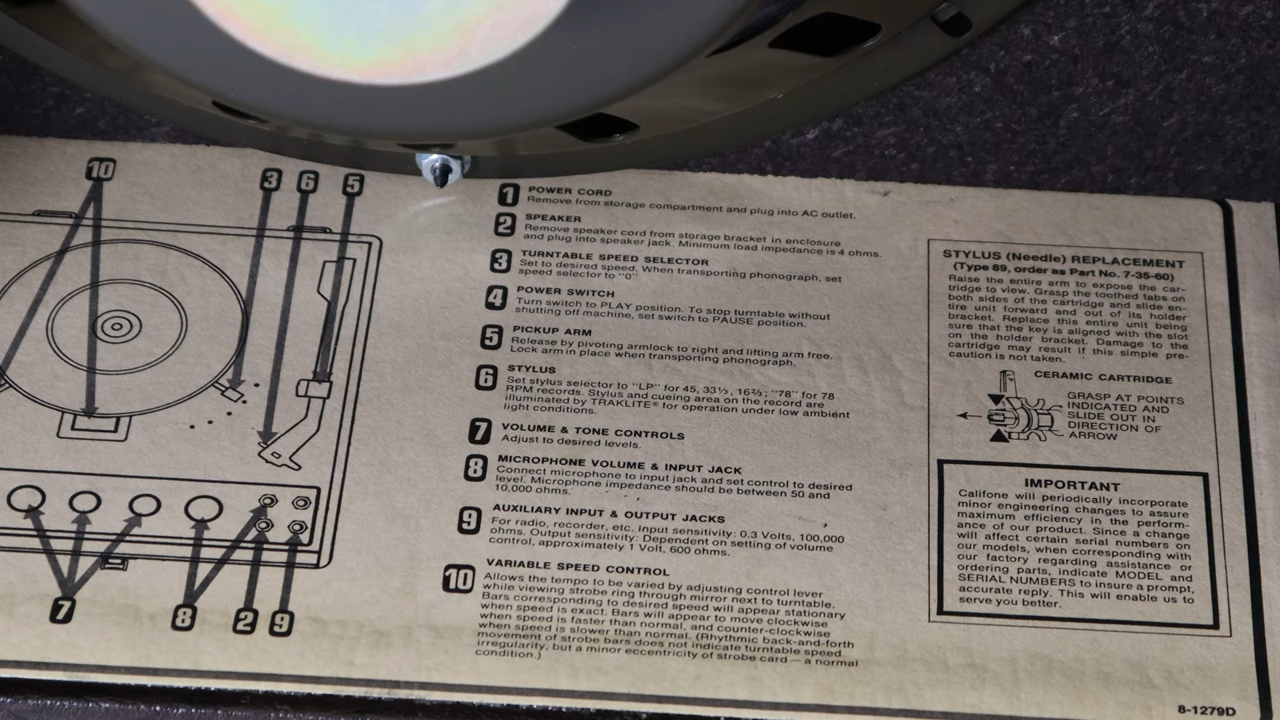 10
3
6
5
7
8
2
9
1 POWER CORD
Remove from storage compartment and plug into AC outlet.
2 SPEAKER
Remove speaker cord from storage bracket in enclosure
and plug into speaker jack. Minimum load impedance is 4 ohms.
3 TURNTABLE SPEED SELECTOR
Set to desired speed. When transporting phonograph, set
speed selector to "0"
4 POWER SWITCH
Turn switch to PLAY position. To stop turntable without
shutting off machine, set switch to PAUSE position.
5 PICKUP ARM
Release by pivoting armlock to right and lifting arm free.
Lock arm in place when transporting phonograph.
6 STYLUS
Set stylus selector to "LP" for 45, 33⅓, 16⅔; "78" for 78
RPM records. Stylus and cueing area on the record are
illuminated by TRAKLITE® for operation under low ambient
light conditions.
7 VOLUME & TONE CONTROLS
Adjust to desired levels.
8 MICROPHONE VOLUME & INPUT JACK
Connect microphone to input jack and set control to desired
level. Microphone impedance should be between 50 and
10,000 ohms.
9 AUXILIARY INPUT & OUTPUT JACKS
For radio, recorder, etc. Input sensitivity: 0.3 Volts, 100,000
ohms. Output sensitivity: Dependent on setting of volume
control, approximately 1 Volt, 600 ohms.
10 VARIABLE SPEED CONTROL
Allows the tempo to be varied by adjusting control lever
while viewing strobe ring through mirror next to turntable.
Bars corresponding to desired speed will appear stationary
when speed is exact. Bars will appear to move clockwise
when speed is faster than normal, and counter-clockwise
when speed is slower than normal. (Rhythmic back-and-forth
movement of strobe bars does not indicate turntable speed
irregularity, but a minor eccentricity of strobe card — a normal
condition.)
STYLUS (Needle) REPLACEMENT
(Type 89, order as Part No. 7-35-60)
Raise the entire arm to expose the car-
tridge to view. Grasp the toothed tabs on
both sides of the cartridge and slide en-
tire unit forward and out of its holder
bracket. Replace this entire unit being
sure that the key is aligned with the slot
on the holder bracket. Damage to the
cartridge may result if this simple pre-
caution is not taken.
CERAMIC CARTRIDGE
GRASP AT POINTS
INDICATED AND
SLIDE OUT IN
DIRECTION OF
ARROW
IMPORTANT
Califone will periodically incorporate
minor engineering changes to assure
maximum efficiency in the perform-
ance of our product. Since a change
will affect certain serial numbers on
our models, when corresponding with
our factory regarding assistance or
ordering parts, indicate MODEL and
SERIAL NUMBERS to insure a prompt,
accurate reply. This will enable us to
serve you better.
8-1279D